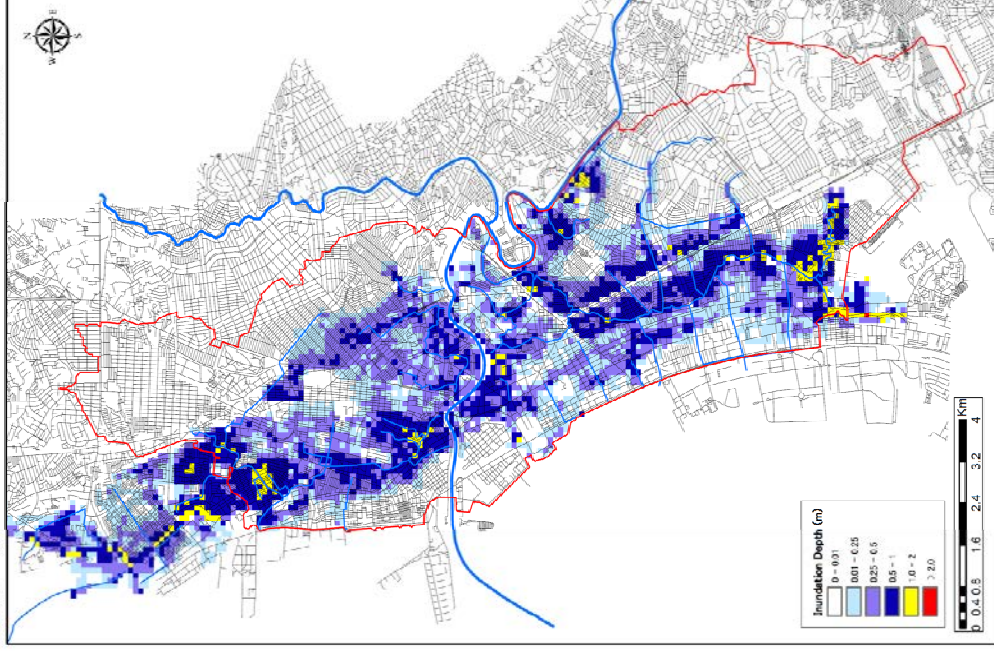 N
E
W
S
Inundation Depth (m)
0 - 0.01
0.01 - 0.25
0.25 - 0.5
0.5 - 1
1.0 - 2
> 2.0
Km
0 0.4 0.8 1.6 2.4 3.2 4